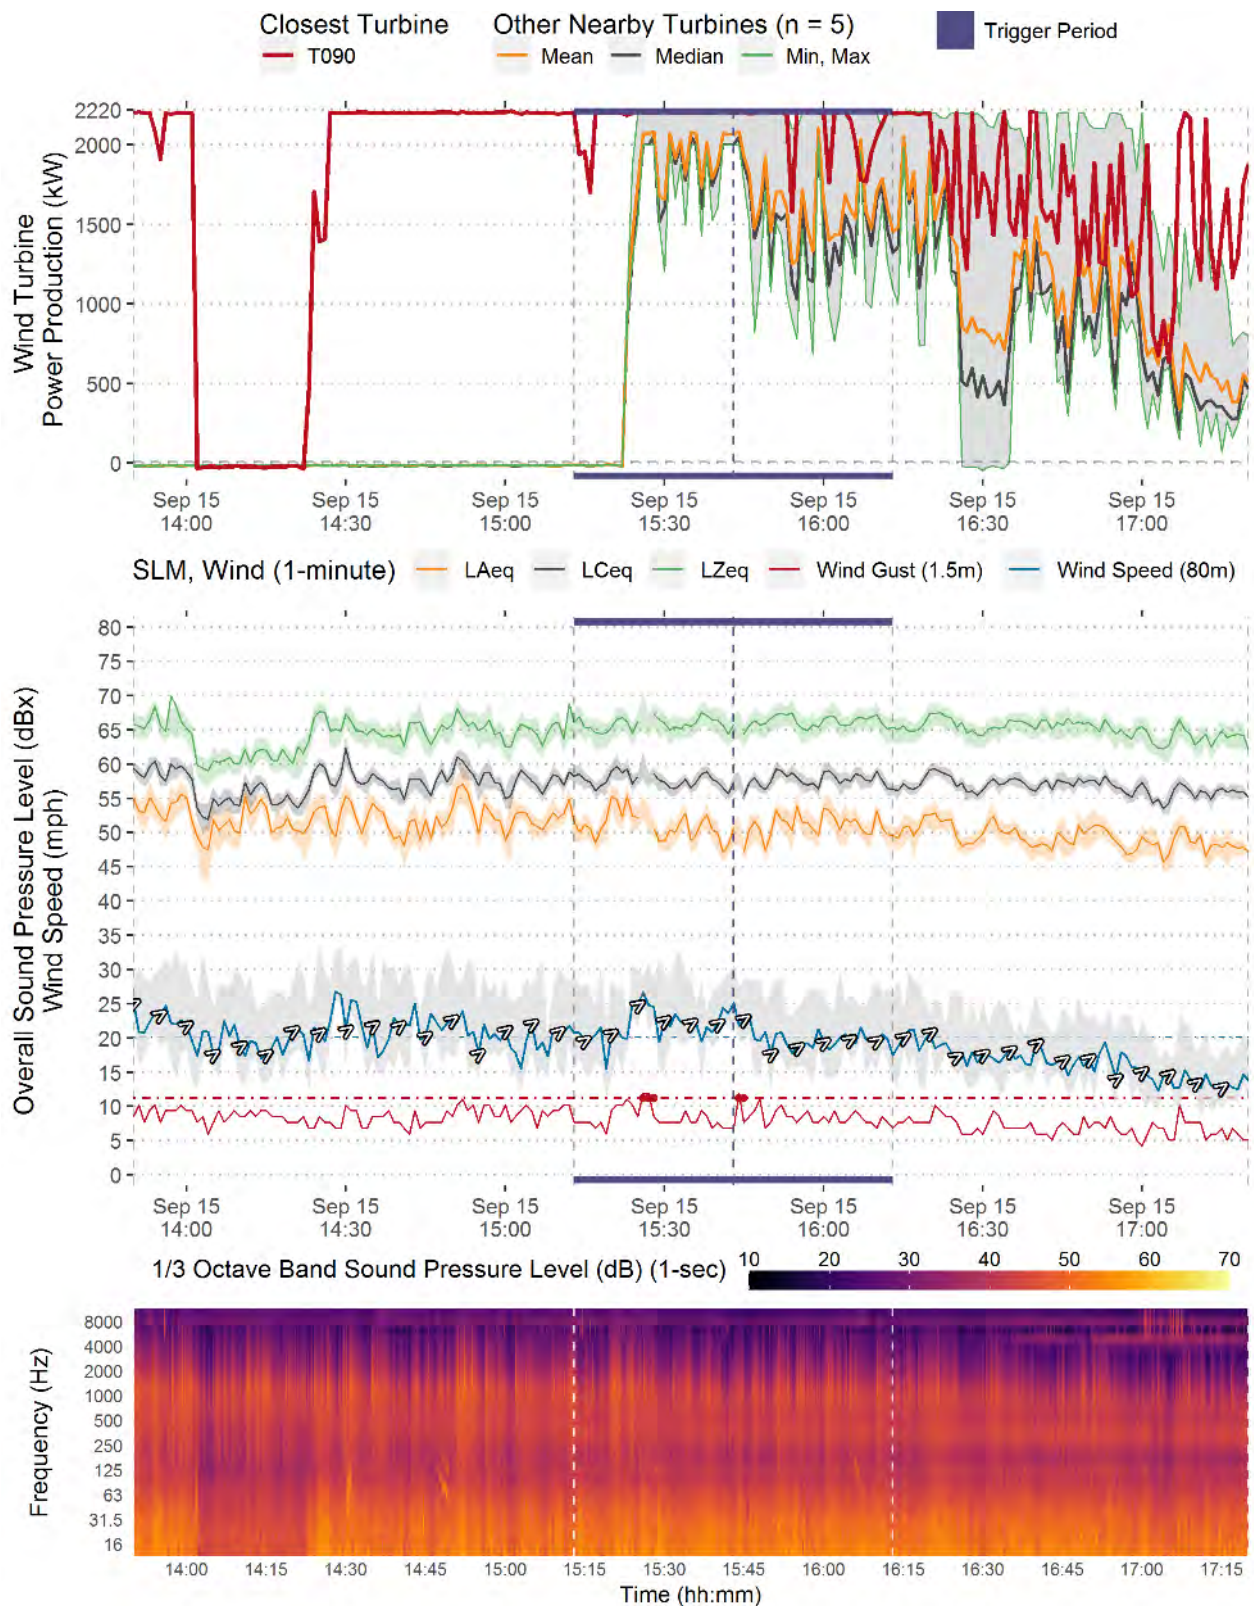 Closest Turbine
T090
Other Nearby Turbines (n = 5)
Mean
Median
Min, Max
Trigger Period
Wind Turbine
Power Production (kW)
2220
2000
1500
1000
500
0
Sep 15
14:00
Sep 15
14:30
Sep 15
15:00
Sep 15
15:30
Sep 15
16:00
Sep 15
16:30
Sep 15
17:00
SLM, Wind (1-minute)
LAeq
LCeq
LZeq
Wind Gust (1.5m)
Wind Speed (80m)
Overall Sound Pressure Level (dBx)
Wind Speed (mph)
80
75
70
65
60
55
50
45
40
35
30
25
20
15
10
5
0
Sep 15
14:00
Sep 15
14:30
Sep 15
15:00
Sep 15
15:30
Sep 15
16:00
Sep 15
16:30
Sep 15
17:00
1/3 Octave Band Sound Pressure Level (dB) (1-sec)
10 20 30 40 50 60 70
Frequency (Hz)
8000
4000
2000
1000
500
250
125
63
31.5
16
14:00 14:15 14:30 14:45 15:00 15:15 15:30 15:45 16:00 16:15 16:30 16:45 17:00 17:15
Time (hh:mm)